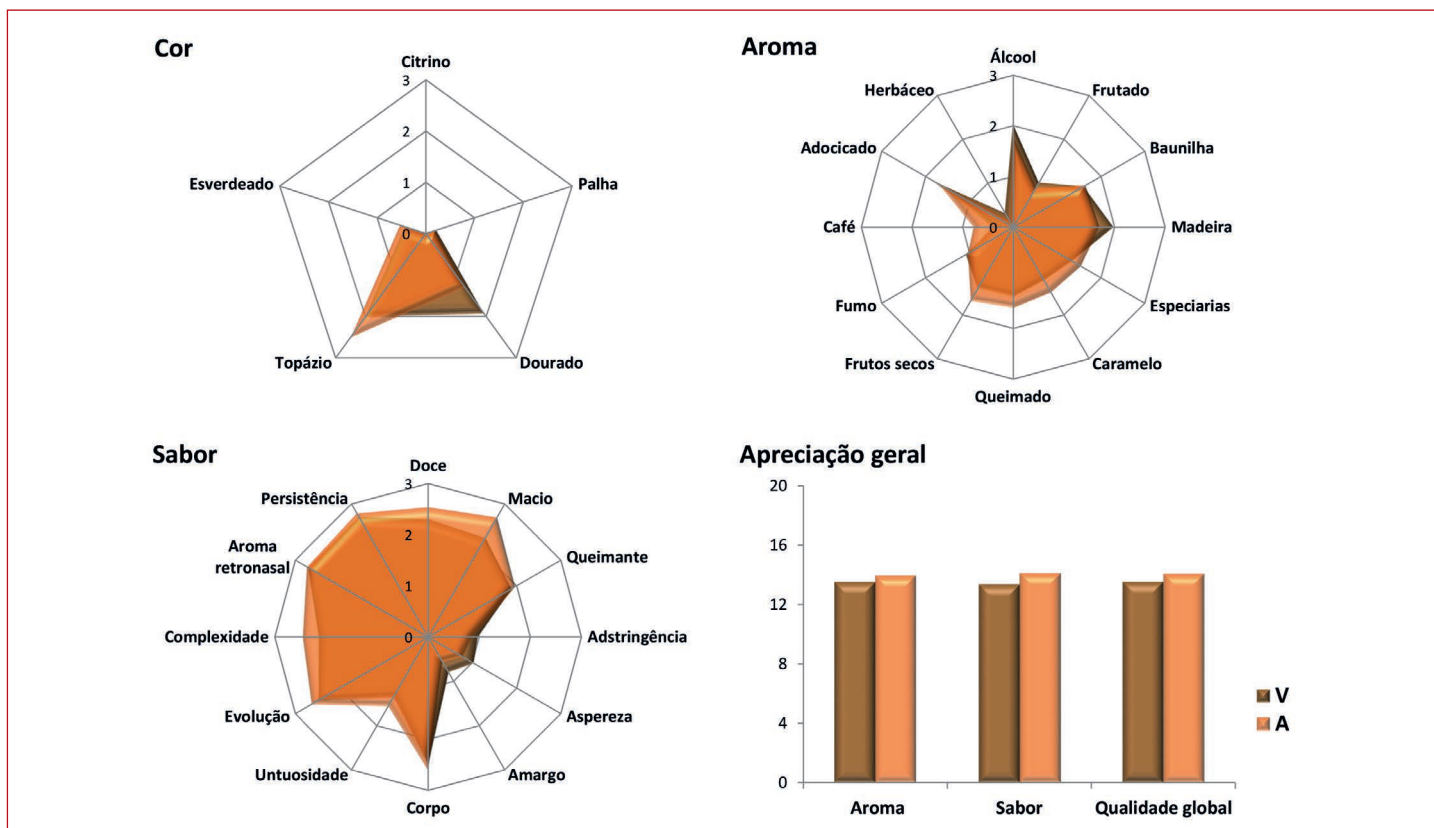 Cor
Citrino
3
2
1
0
Palha
Dourado
Topázio
Esverdeado
Aroma
Álcool
3
2
1
0
Frutado
Baunilha
Madeira
Especiarias
Caramelo
Queimado
Frutos secos
Fumo
Café
Adocicado
Herbáceo
Sabor
Doce
3
2
1
0
Macio
Queimante
Adstringência
Aspereza
Amargo
Corpo
Untuosidade
Evolução
Complexidade
Aroma
retronasal
Persistência
Apreciação geral
20
16
12
8
4
0
Aroma
Sabor
Qualidade global
V
A